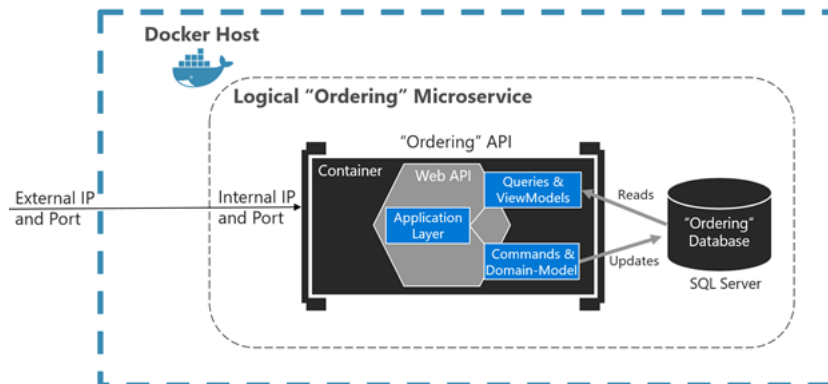 Docker Host
Logical “Ordering” Microservice
“Ordering” API
Container
Web API
Queries &
ViewModels
Reads
External IP
and Port
Internal IP
and Port
Application
Layer
“Ordering”
Database
Commands &
Domain-Model
Updates
SQL Server